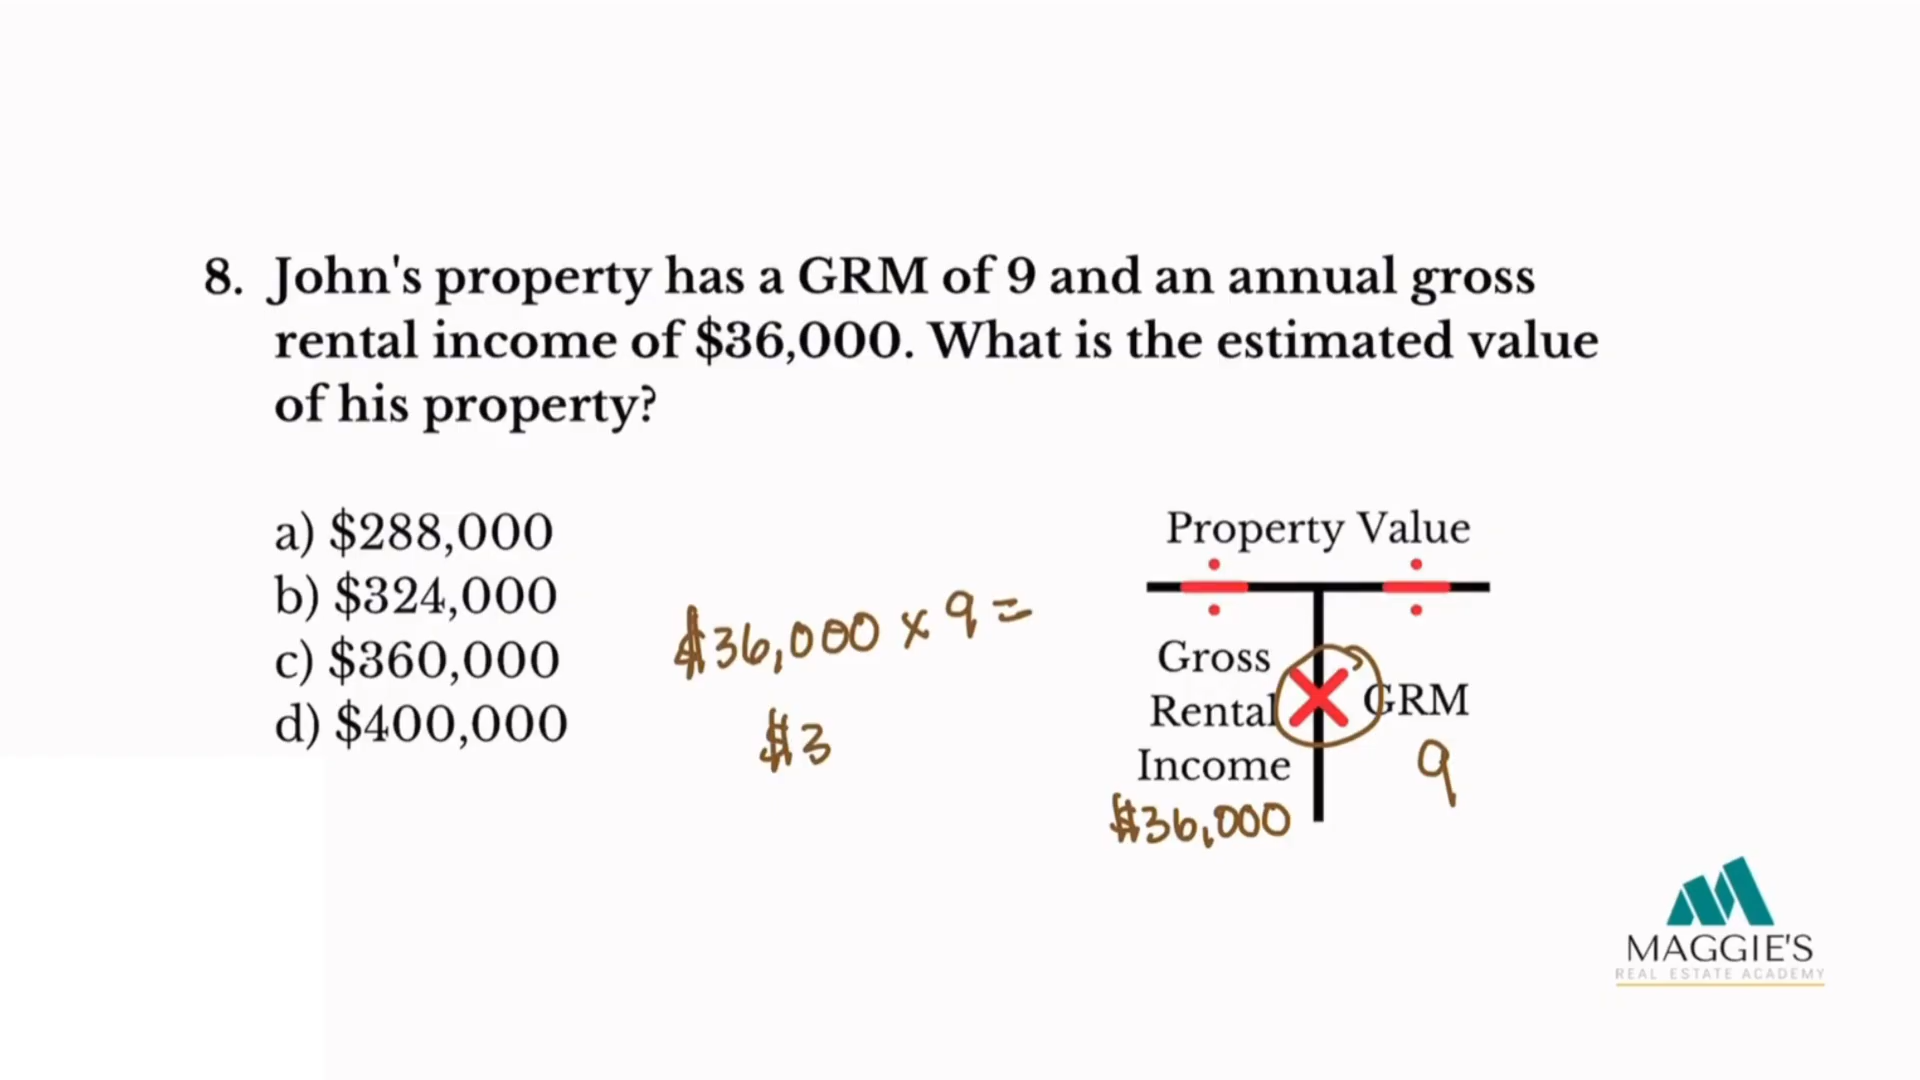 8. John's property has a GRM of 9 and an annual gross
rental income of $36,000. What is the estimated value
of his property?
a) $288,000
b) $324,000
c) $360,000
d) $400,000
$36,000 x 9 =
$3
Property Value
Gross
Rental
Income
GRM
9
$36,000
MAGGIE'S
REAL ESTATE ACADEMY